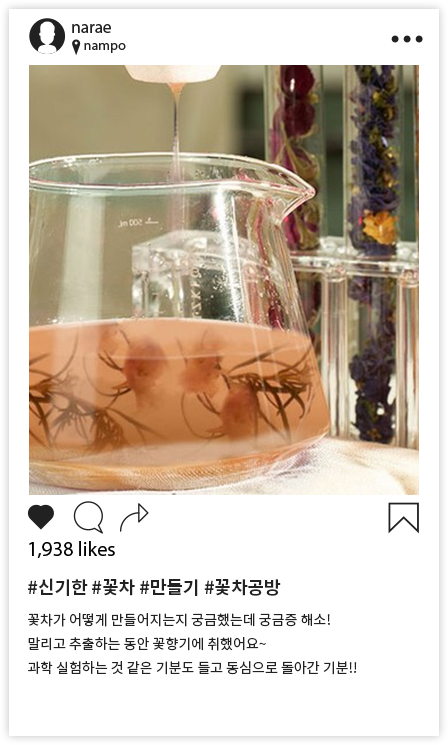 narae
nampo
500 mL
1,938 likes
#신기한 #꽃차 #만들기 #꽃차공방
꽃차가 어떻게 만들어지는지 궁금했는데 궁금증 해소!
말리고 추출하는 동안 꽃향기에 취했어요~
과학 실험하는 것 같은 기분도 들고 동심으로 돌아간 기분!!